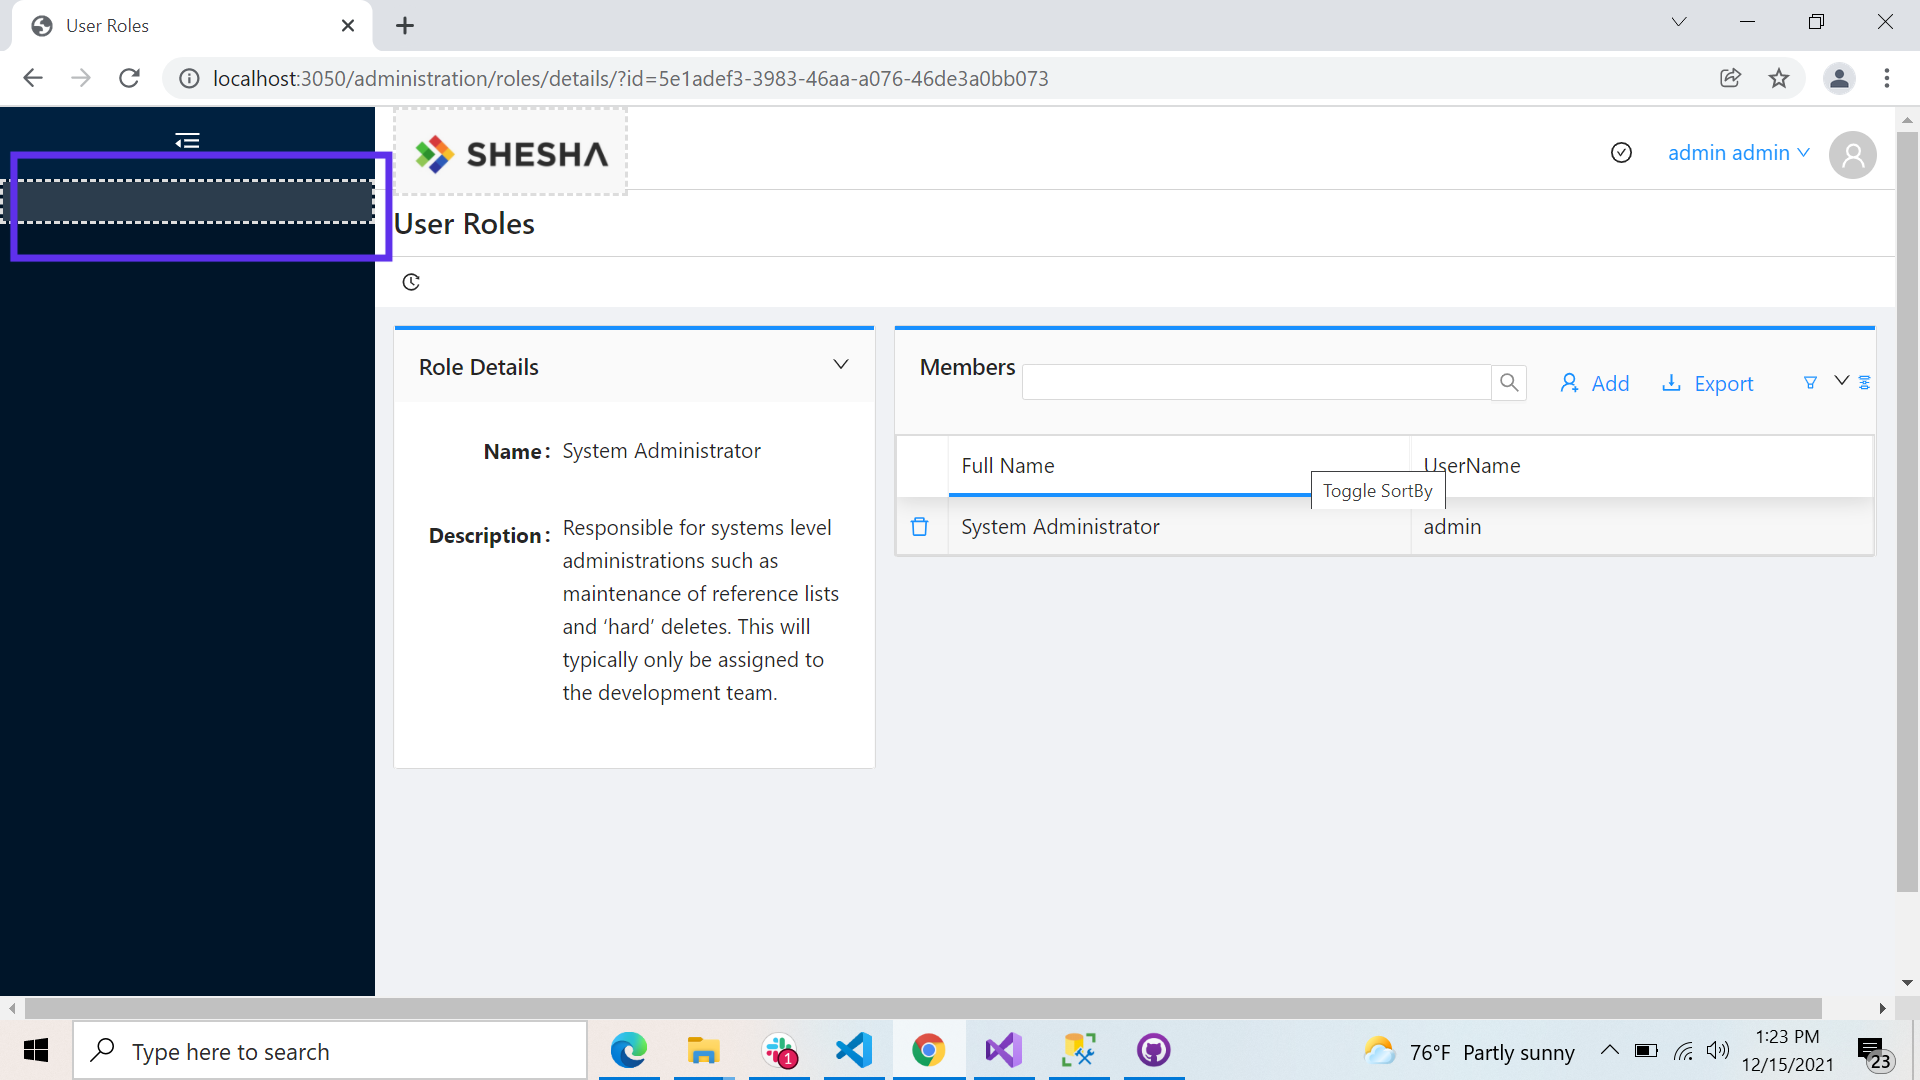 User Roles
localhost:3050/administration/roles/details/?id=5e1adef3-3983-46aa-a076-46de3a0bb073
SHESHA
admin admin
User Roles
Role Details
Members
Add
Export
Name:
System Administrator
Full Name
UserName
Toggle SortBy
System Administrator
admin
Description:
Responsible for systems level
administrations such as
maintenance of reference lists
and ‘hard’ deletes. This will
typically only be assigned to
the development team.
Type here to search
1
76°F Partly sunny
1:23 PM
12/15/2021
23